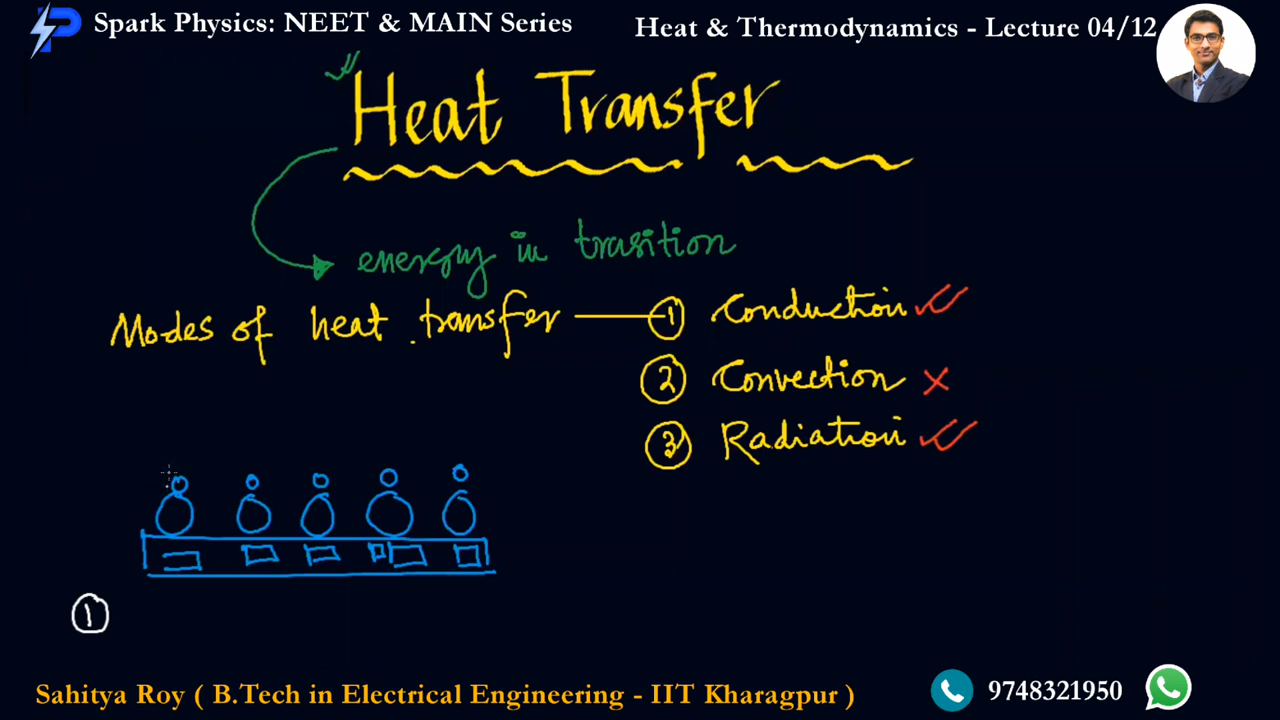 Spark Physics: NEET & MAIN Series
Heat & Thermodynamics - Lecture 04/12
Heat Transfer
energy in trasition
Modes of heat transfer
① Conduction
② Convection
③ Radiation
①
Sahitya Roy ( B.Tech in Electrical Engineering - IIT Kharagpur )
9748321950